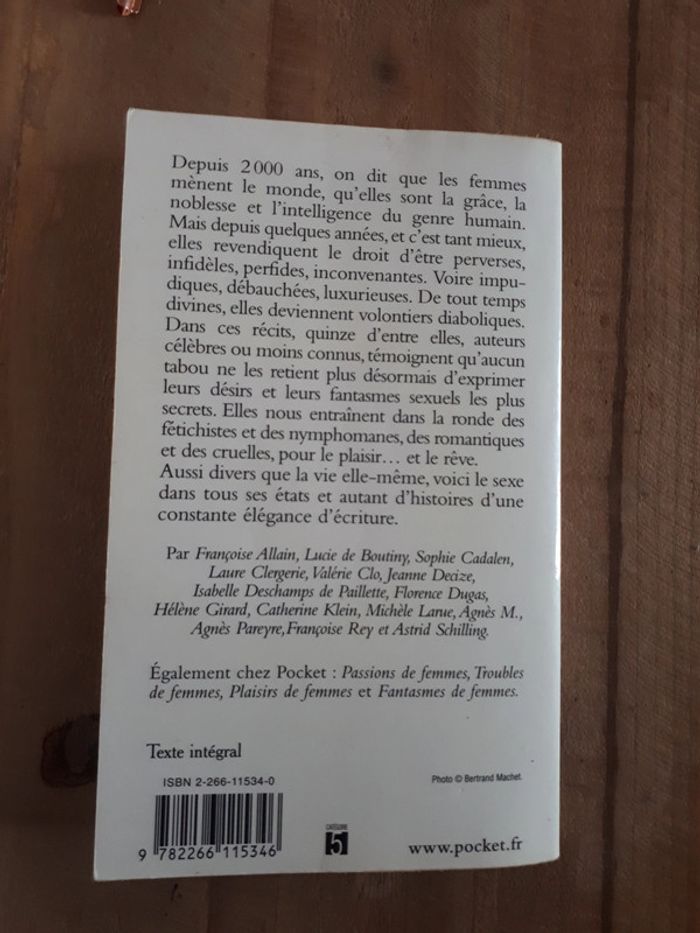 Depuis 2 000 ans, on dit que les femmes
mènent le monde, qu'elles sont la grâce, la
noblesse et l'intelligence du genre humain.
Mais depuis quelques années, et c'est tant mieux,
elles revendiquent le droit d'être perverses,
infidèles, perfides, inconvenantes. Voire impu-
diques, débauchées, luxurieuses. De tout temps
divines, elles deviennent volontiers diaboliques.
Dans ces récits, quinze d'entre elles, auteurs
célèbres ou moins connus, témoignent qu'aucun
tabou ne les retient plus désormais d'exprimer
leurs désirs et leurs fantasmes sexuels les plus
secrets. Elles nous entraînent dans la ronde des
fétichistes et des nymphomanes, des romantiques
et des cruelles, pour le plaisir… et le rêve.
Aussi divers que la vie elle-même, voici le sexe
dans tous ses états et autant d'histoires d'une
constante élégance d'écriture.
Par Françoise Allain, Lucie de Boutiny, Sophie Cadalen,
Laure Clergerie, Valérie Clo, Jeanne Decize,
Isabelle Deschamps de Paillette, Florence Dugas,
Hélène Girard, Catherine Klein, Michèle Larue, Agnès M.,
Agnès Pareyre, Françoise Rey et Astrid Schilling.
Également chez Pocket : Passions de femmes, Troubles
de femmes, Plaisirs de femmes et Fantasmes de femmes.
Texte intégral
ISBN 2-266-11534-0
Photo © Bertrand Machet.
9 782266 115346
CATÉGORIE
5
www.pocket.fr